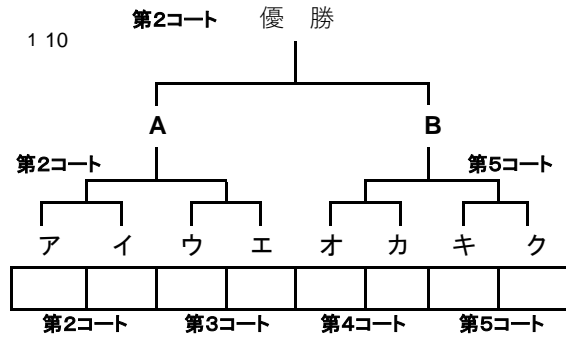 第2コート 優 勝
1 10
A B
第2コート 第5コート
ア イ ウ エ オ カ キ ク
第2コート 第3コート 第4コート 第5コート